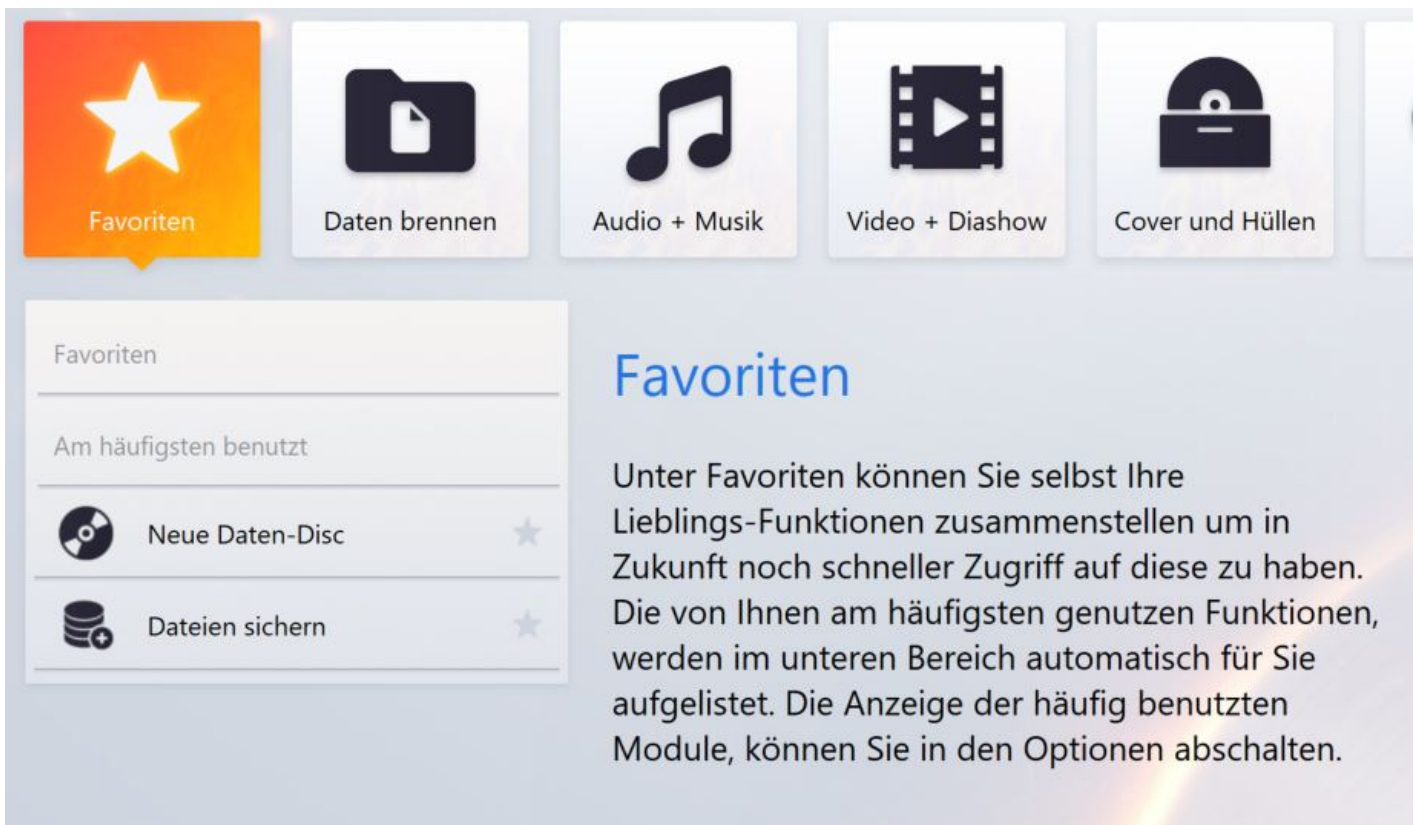 Favoriten
Daten brennen
Audio + Musik
Video + Diashow
Cover und Hüllen
Favoriten
Am häufigsten benutzt
Neue Daten-Disc
Dateien sichern
Favoriten
Unter Favoriten können Sie selbst Ihre
Lieblings-Funktionen zusammenstellen um in
Zukunft noch schneller Zugriff auf diese zu haben.
Die von Ihnen am häufigsten genutzen Funktionen,
werden im unteren Bereich automatisch für Sie
aufgelistet. Die Anzeige der häufig benutzten
Module, können Sie in den Optionen abschalten.